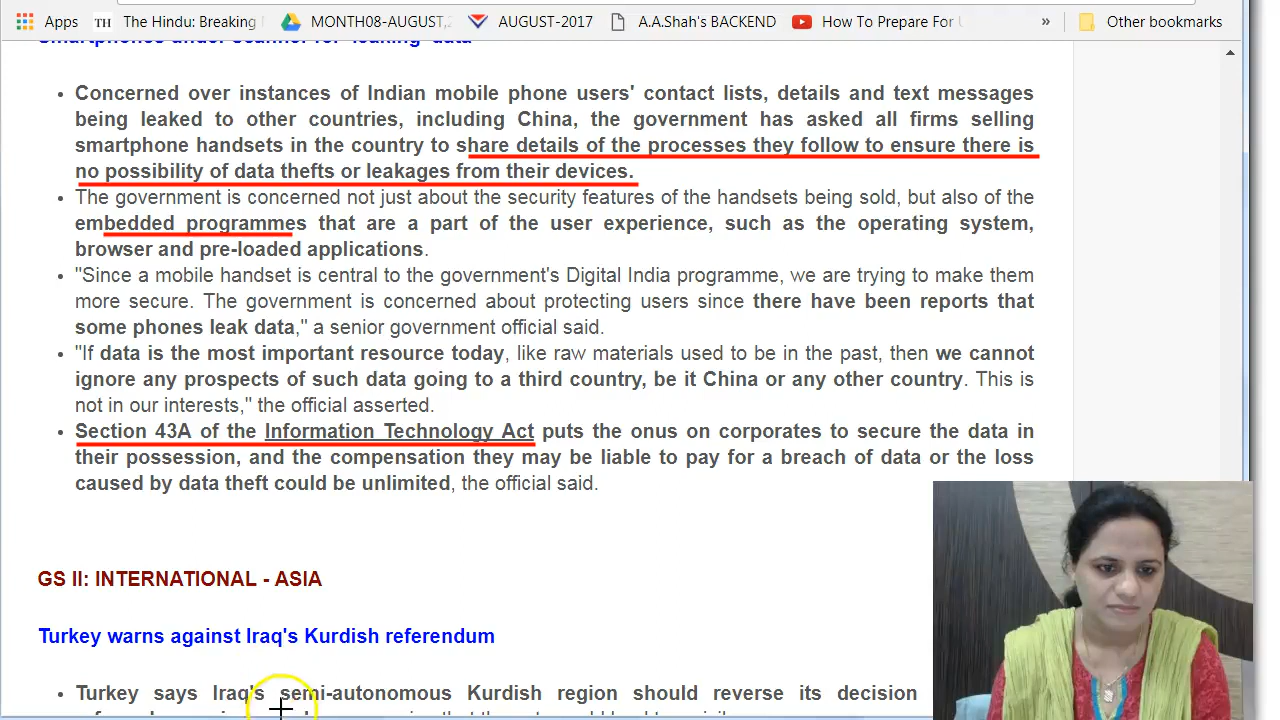 Apps TH The Hindu: Breaking MONTH08-AUGUST, AUGUST-2017 A.A.Shah's BACKEND How To Prepare For » Other bookmarks
Smartphones under scanner for 'leaking' data
• Concerned over instances of Indian mobile phone users' contact lists, details and text messages
being leaked to other countries, including China, the government has asked all firms selling
smartphone handsets in the country to share details of the processes they follow to ensure there is
no possibility of data thefts or leakages from their devices.
• The government is concerned not just about the security features of the handsets being sold, but also of the
embedded programmes that are a part of the user experience, such as the operating system,
browser and pre-loaded applications.
• "Since a mobile handset is central to the government's Digital India programme, we are trying to make them
more secure. The government is concerned about protecting users since there have been reports that
some phones leak data," a senior government official said.
• "If data is the most important resource today, like raw materials used to be in the past, then we cannot
ignore any prospects of such data going to a third country, be it China or any other country. This is
not in our interests," the official asserted.
• Section 43A of the Information Technology Act puts the onus on corporates to secure the data in
their possession, and the compensation they may be liable to pay for a breach of data or the loss
caused by data theft could be unlimited, the official said.
GS II: INTERNATIONAL - ASIA
Turkey warns against Iraq's Kurdish referendum
• Turkey says Iraq's semi-autonomous Kurdish region should reverse its decision